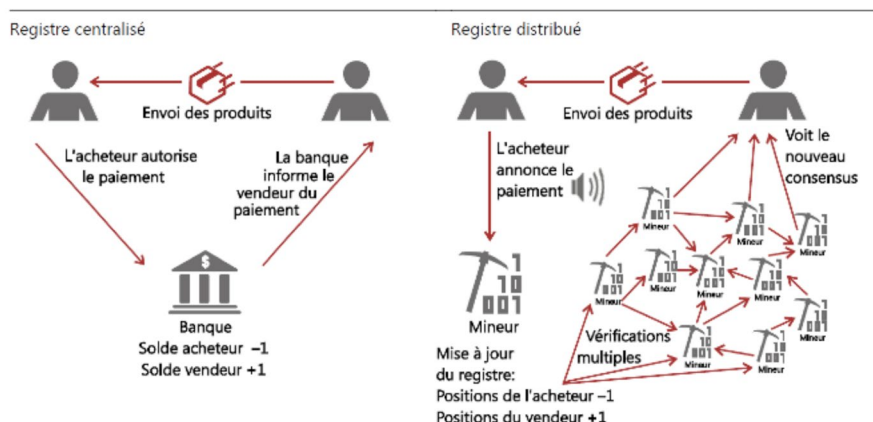 Registre centralisé
Envoi des produits
L'acheteur autorise
le paiement
La banque
informe le
vendeur du
paiement
$
Banque
Solde acheteur –1
Solde vendeur +1
Registre distribué
Envoi des produits
L'acheteur
annonce le
paiement
Voit le
nouveau
consensus
1
10
001
Mineur
Mise à jour
du registre:
Positions de l'acheteur –1
Positions du vendeur +1
Vérifications
multiples
Mineur
Mineur
Mineur
Mineur
Mineur
Mineur
Mineur
Mineur
Mineur
Mineur